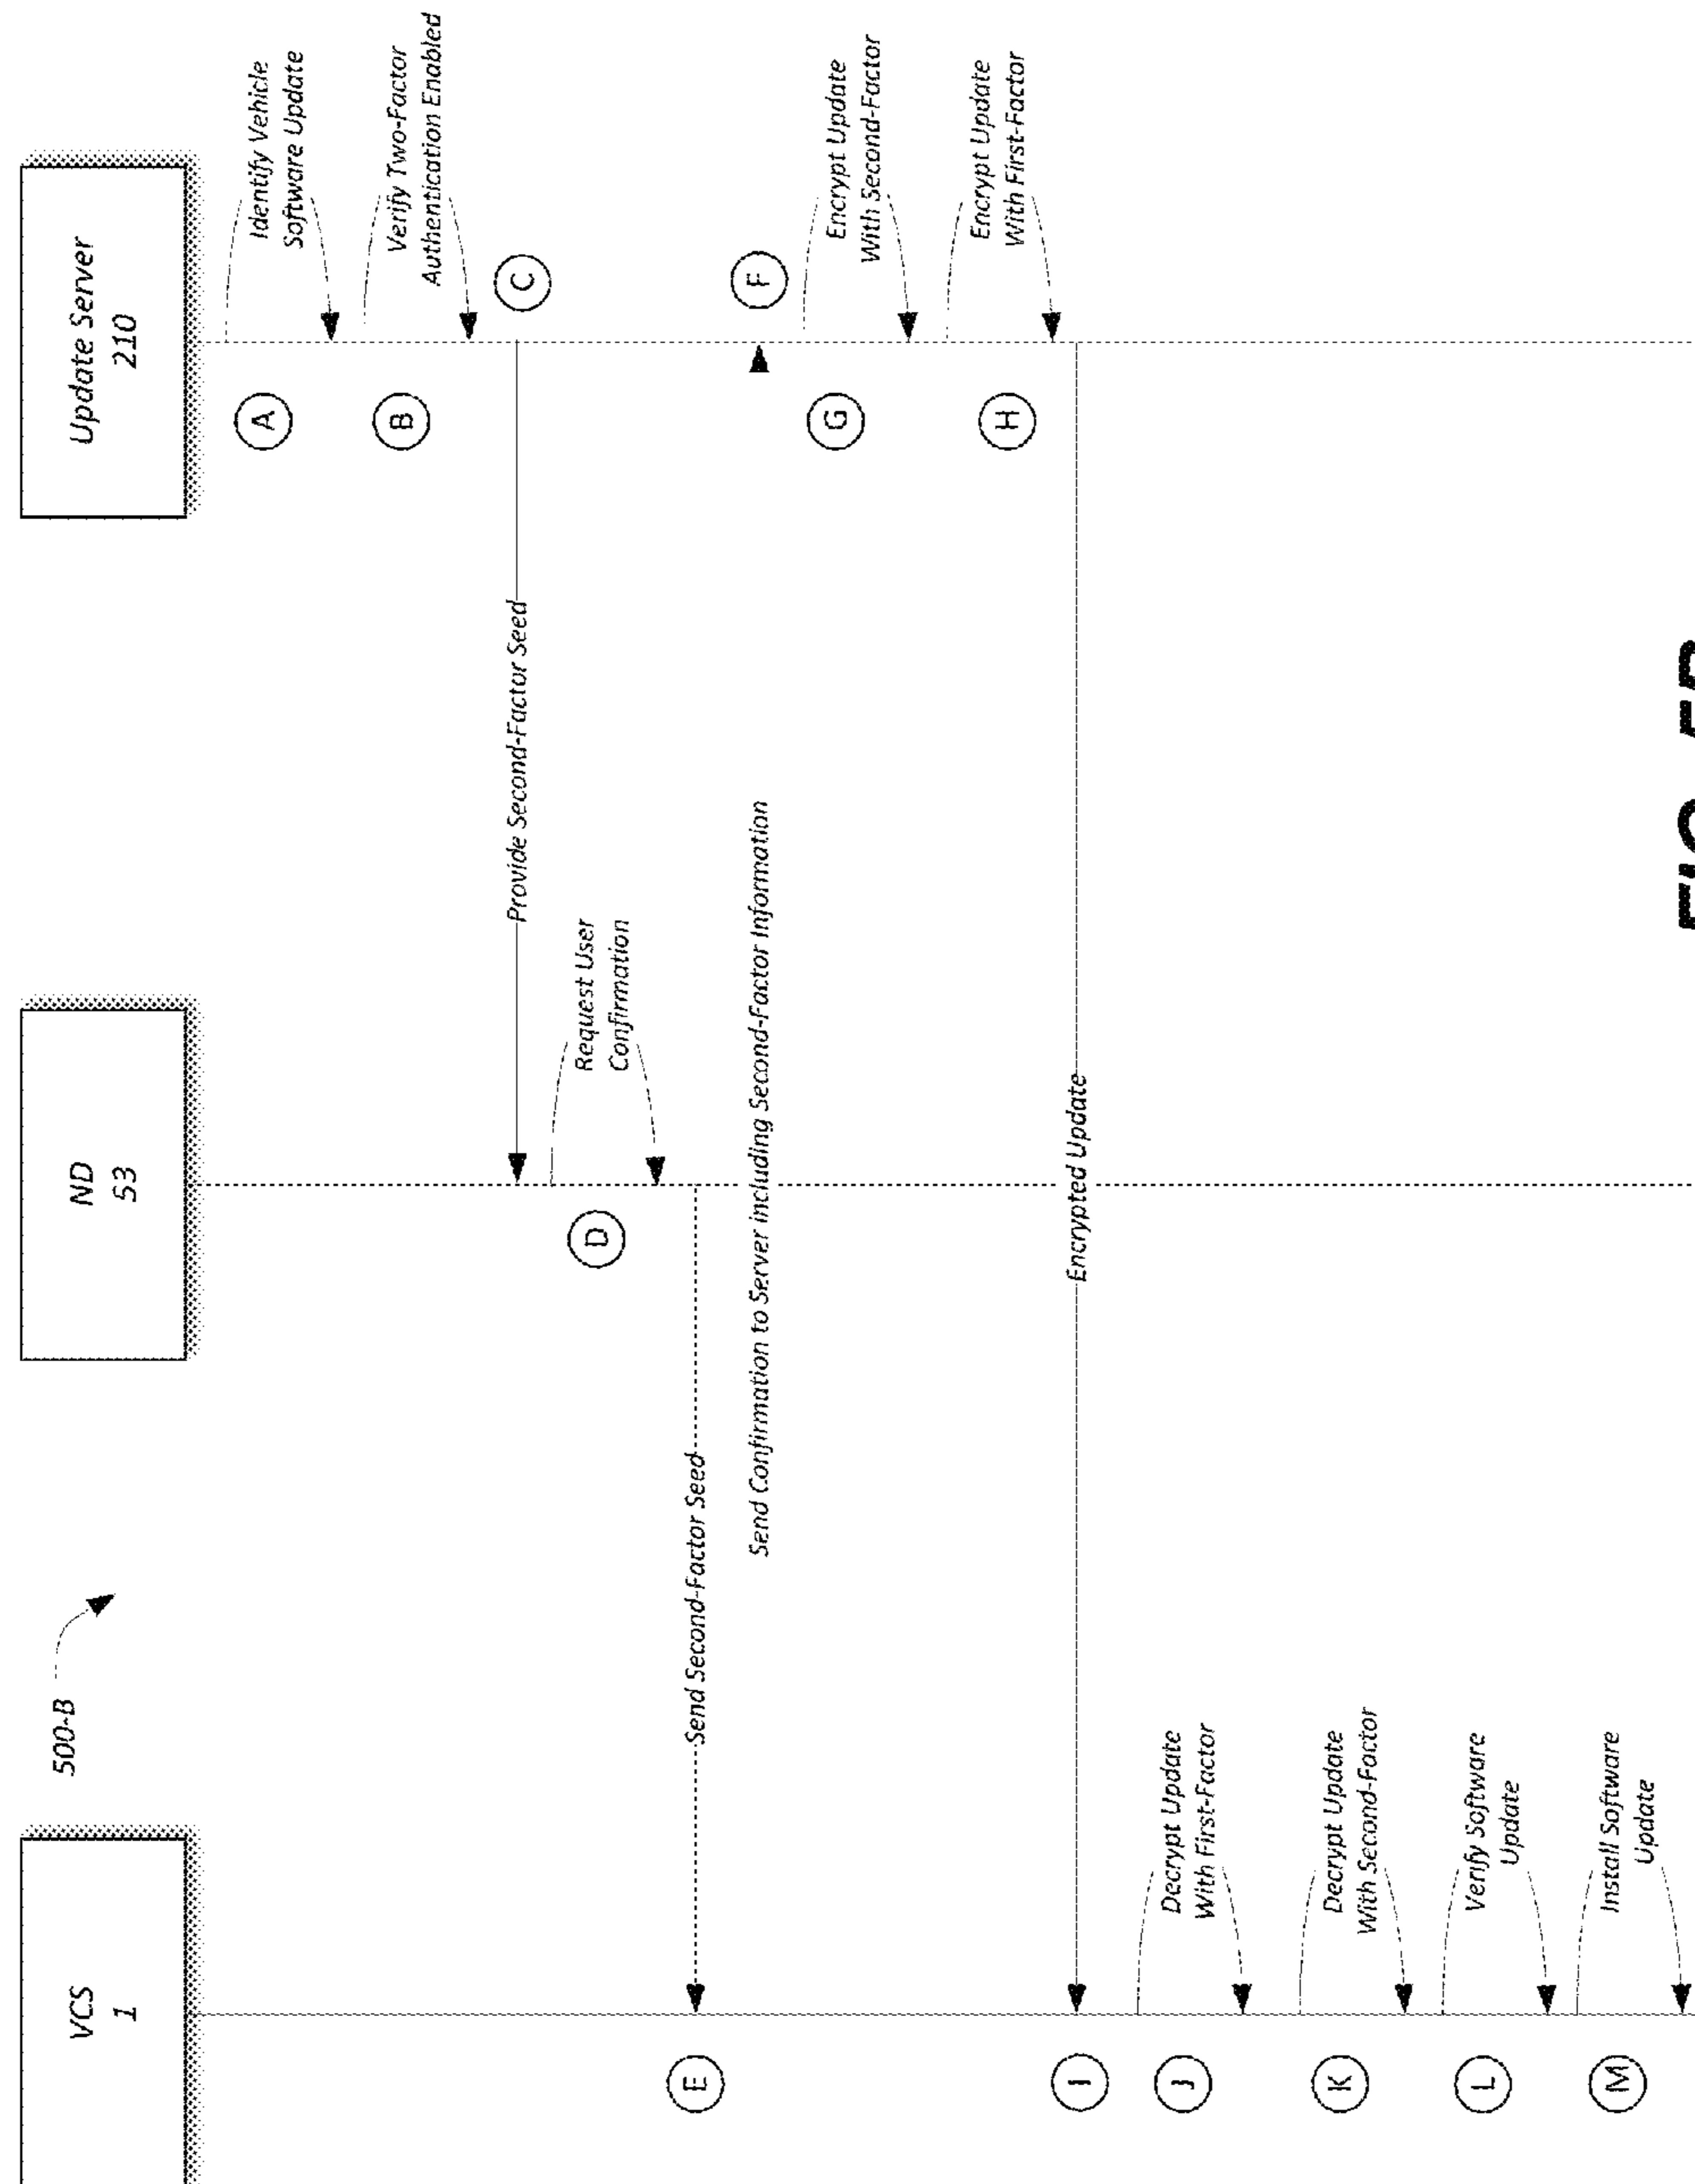 500-B
VCS
1
ND
53
Update Server
210
A
Identify Vehicle
Software Update
B
Verify Two-Factor
Authentication Enabled
C
Provide Second-Factor Seed
D
Request User
Confirmation
E
Send Second-Factor Seed
F
Send Confirmation to Server including Second-Factor Information
G
Encrypt Update
With Second-Factor
H
Encrypt Update
With First-Factor
I
Encrypted Update
J
Decrypt Update
With First-Factor
K
Decrypt Update
With Second-Factor
L
Verify Software
Update
M
Install Software
Update